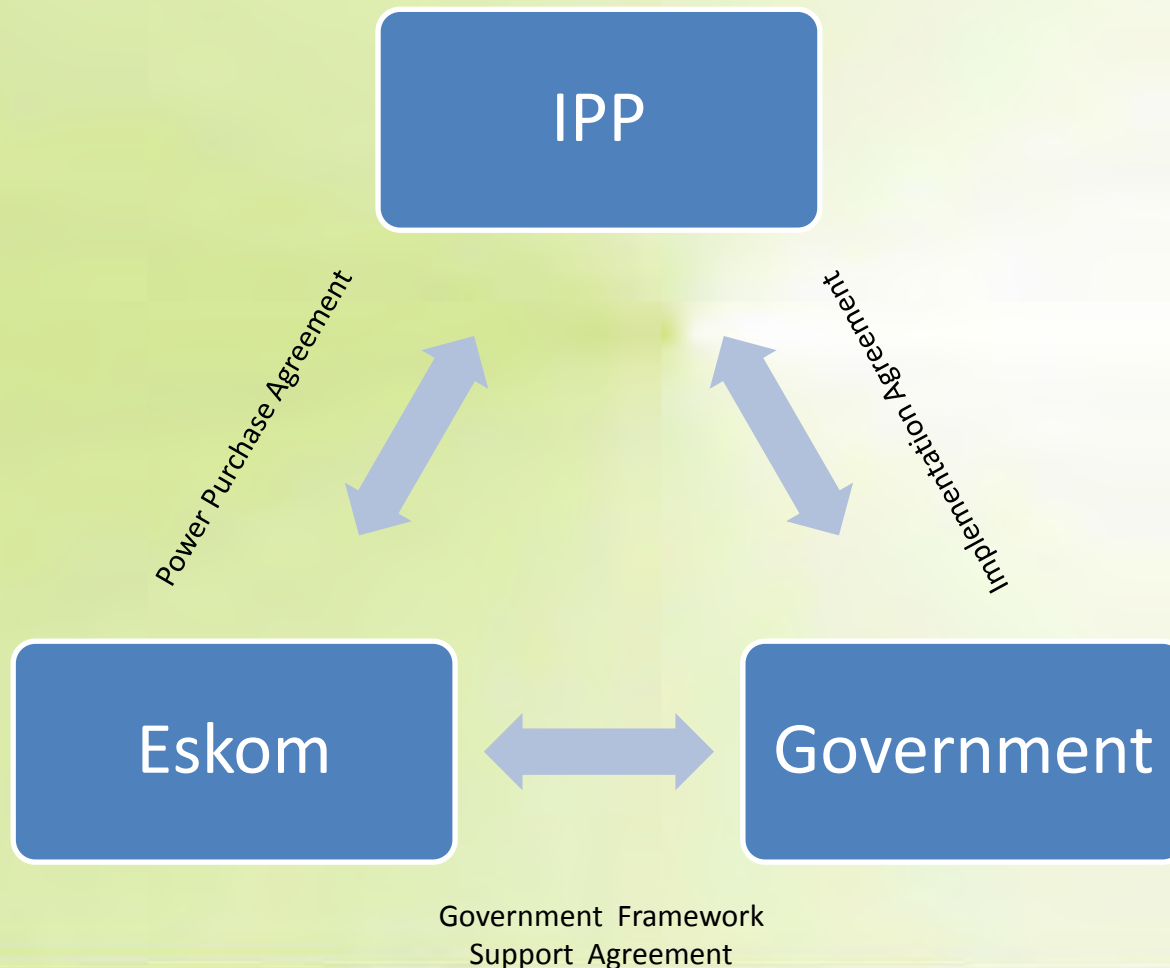 IPP
Power Purchase Agreement
Implementation Agreement
Eskom
Government
Government Framework
Support Agreement